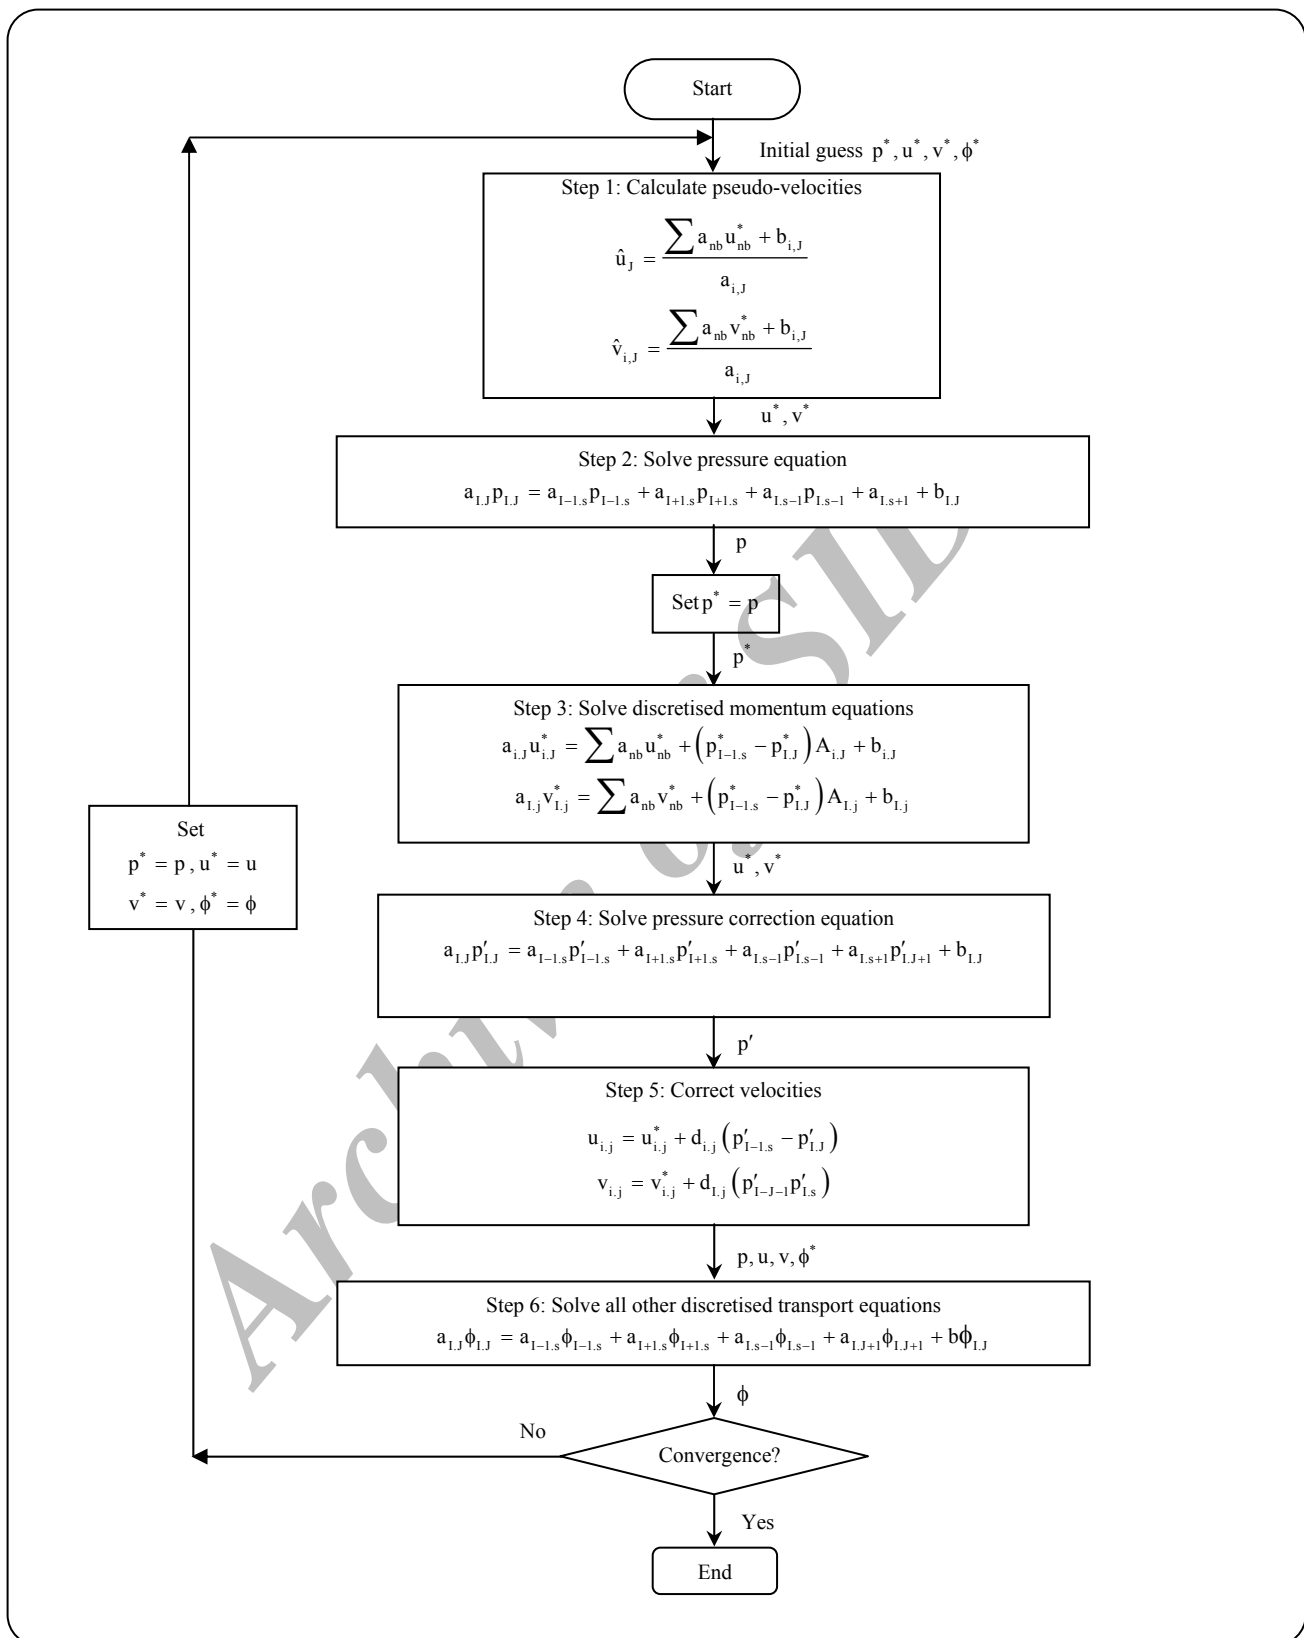 Start
Initial guess p*, u*, v*, ϕ*
Step 1: Calculate pseudo-velocities
û_J = (∑ a_nb u*_nb + b_i,J) / a_i,J
v̂_i,J = (∑ a_nb v*_nb + b_i,J) / a_i,J
u*, v*
Step 2: Solve pressure equation
a_I.J p_I.J = a_I−1.s p_I−1.s + a_I+1.s p_I+1.s + a_I.s−1 p_I.s−1 + a_I.s+1 + b_I.J
p
Set p* = p
p*
Step 3: Solve discretised momentum equations
a_i.J u*_i.J = ∑ a_nb u*_nb + (p*_I−1.s − p*_I.J) A_i.J + b_i.J
a_I.j v*_I.j = ∑ a_nb v*_nb + (p*_I−1.s − p*_I.J) A_I.j + b_I.j
u*, v*
Set
p* = p , u* = u
v* = v , ϕ* = ϕ
Step 4: Solve pressure correction equation
a_I.J p′_I.J = a_I−1.s p′_I−1.s + a_I+1.s p′_I+1.s + a_I.s−1 p′_I.s−1 + a_I.s+1 p′_I.J+1 + b_I.J
p′
Step 5: Correct velocities
u_i.j = u*_i.j + d_i.j (p′_I−1.s − p′_I.J)
v_i.j = v*_i.j + d_I.j (p′_I−J−1 p′_I.s)
p, u, v, ϕ*
Step 6: Solve all other discretised transport equations
a_I.J ϕ_I.J = a_I−1.s ϕ_I−1.s + a_I+1.s ϕ_I+1.s + a_I.s−1 ϕ_I.s−1 + a_I.J+1 ϕ_I.J+1 + bϕ_I.J
ϕ
No
Convergence?
Yes
End
Archive of SID